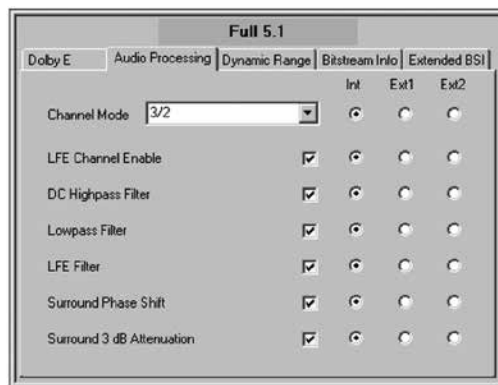 Full 5.1
Dolby E Audio Processing Dynamic Range Bitstream Info Extended BSI
Int Ext1 Ext2
Channel Mode 3/2
LFE Channel Enable
DC Highpass Filter
Lowpass Filter
LFE Filter
Surround Phase Shift
Surround 3 dB Attenuation